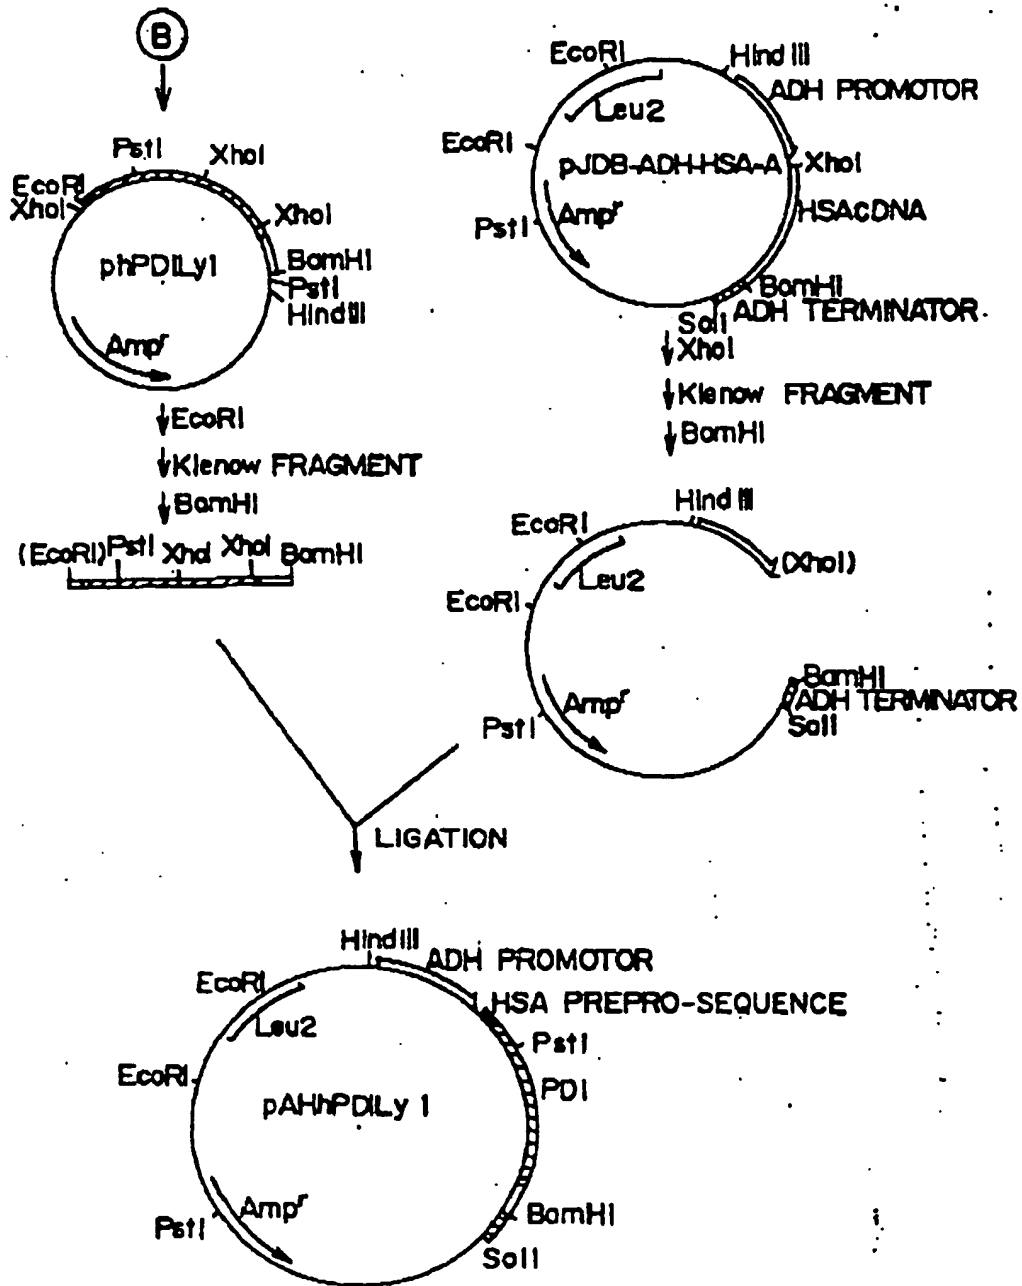 B
PstI
XhoI
EcoRI
XhoI
XhoI
phPDILy1
BamHI
PstI
HindIII
Ampr
EcoRI
Klenow FRAGMENT
BamHI
(EcoRI)
PstI
XhoI
XhoI
BamHI
EcoRI
HindIII
ADH PROMOTOR
Leu2
EcoRI
pJDB-ADH-HSA-A
XhoI
PstI
Ampr
HSAcDNA
BamHI
ADH TERMINATOR
SalI
XhoI
Klenow FRAGMENT
BamHI
HindIII
EcoRI
(XhoI)
Leu2
EcoRI
BamHI
ADH TERMINATOR
SalI
Ampr
PstI
LIGATION
HindIII
ADH PROMOTOR
EcoRI
HSA PREPRO-SEQUENCE
Leu2
PstI
EcoRI
PDI
pAHhPDILy 1
Ampr
BamHI
PstI
SalI